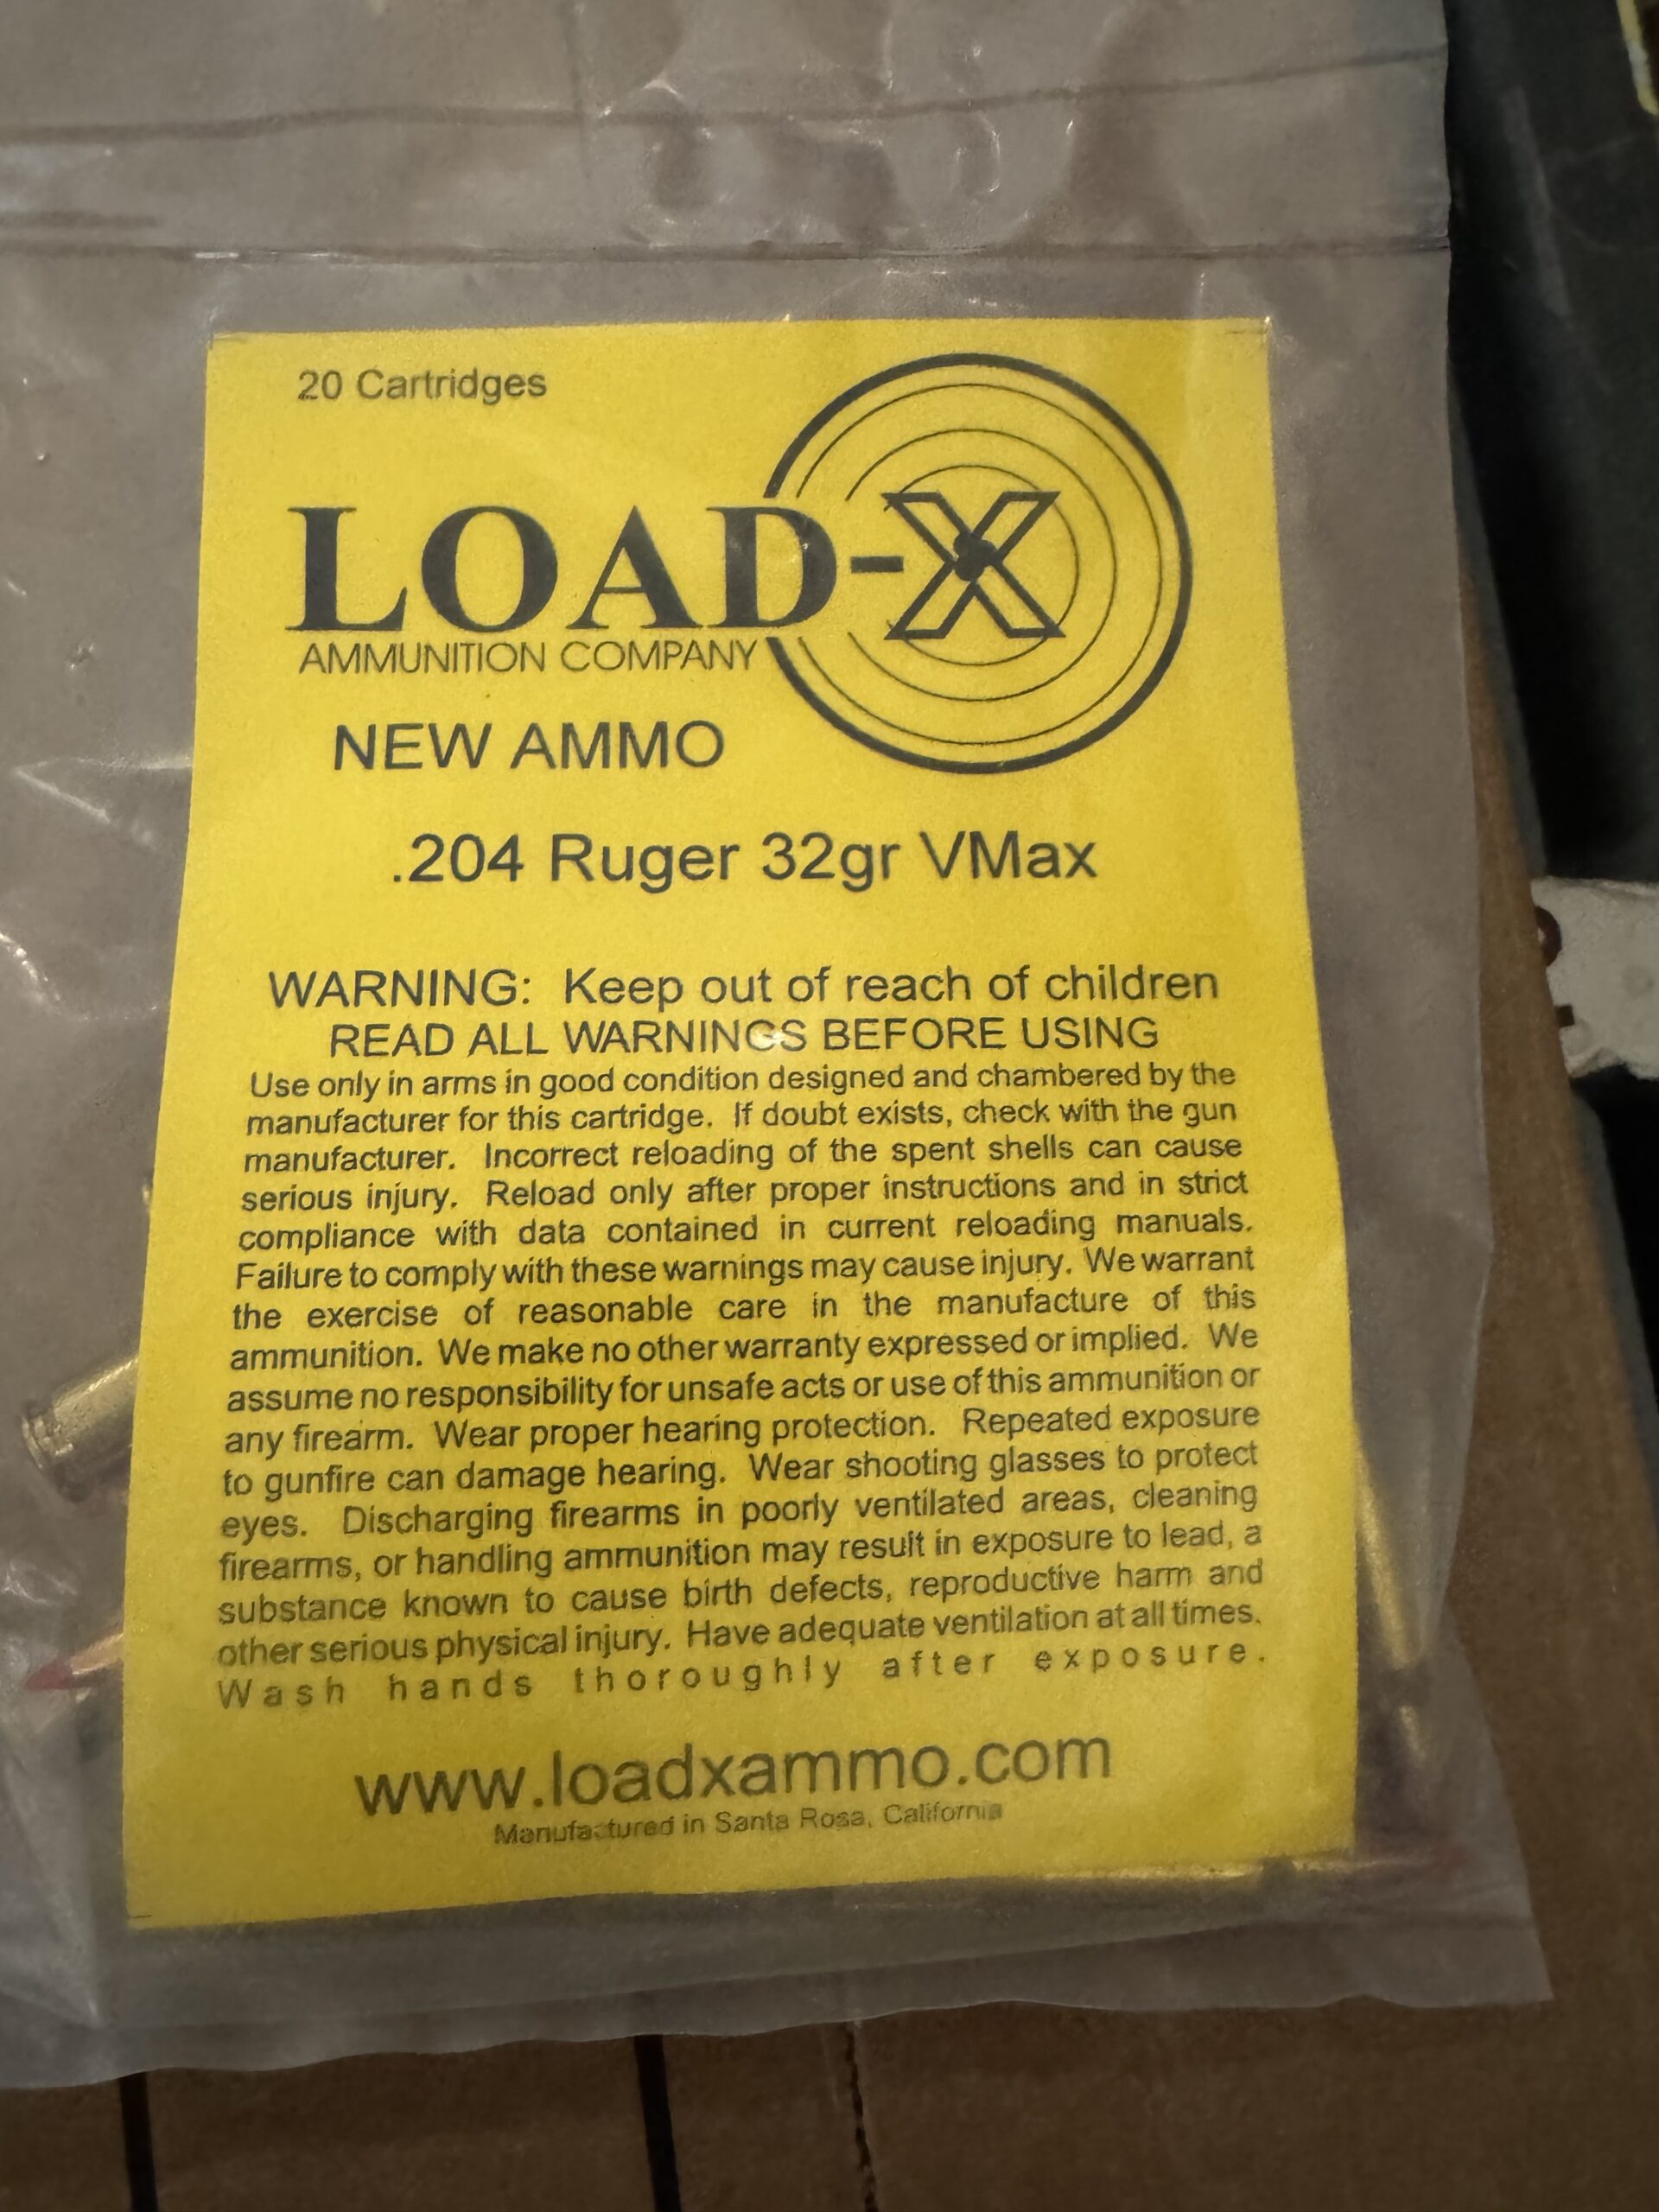 20 Cartridges
LOAD-X
AMMUNITION COMPANY
NEW AMMO
.204 Ruger 32gr VMax
WARNING: Keep out of reach of children
READ ALL WARNINGS BEFORE USING
Use only in arms in good condition designed and chambered by the
manufacturer for this cartridge. If doubt exists, check with the gun
manufacturer. Incorrect reloading of the spent shells can cause
serious injury. Reload only after proper instructions and in strict
compliance with data contained in current reloading manuals.
Failure to comply with these warnings may cause injury. We warrant
the exercise of reasonable care in the manufacture of this
ammunition. We make no other warranty expressed or implied. We
assume no responsibility for unsafe acts or use of this ammunition or
any firearm. Wear proper hearing protection. Repeated exposure
to gunfire can damage hearing. Wear shooting glasses to protect
eyes. Discharging firearms in poorly ventilated areas, cleaning
firearms, or handling ammunition may result in exposure to lead, a
substance known to cause birth defects, reproductive harm and
other serious physical injury. Have adequate ventilation at all times.
Wash hands thoroughly after exposure.
www.loadxammo.com
Manufactured in Santa Rosa, California